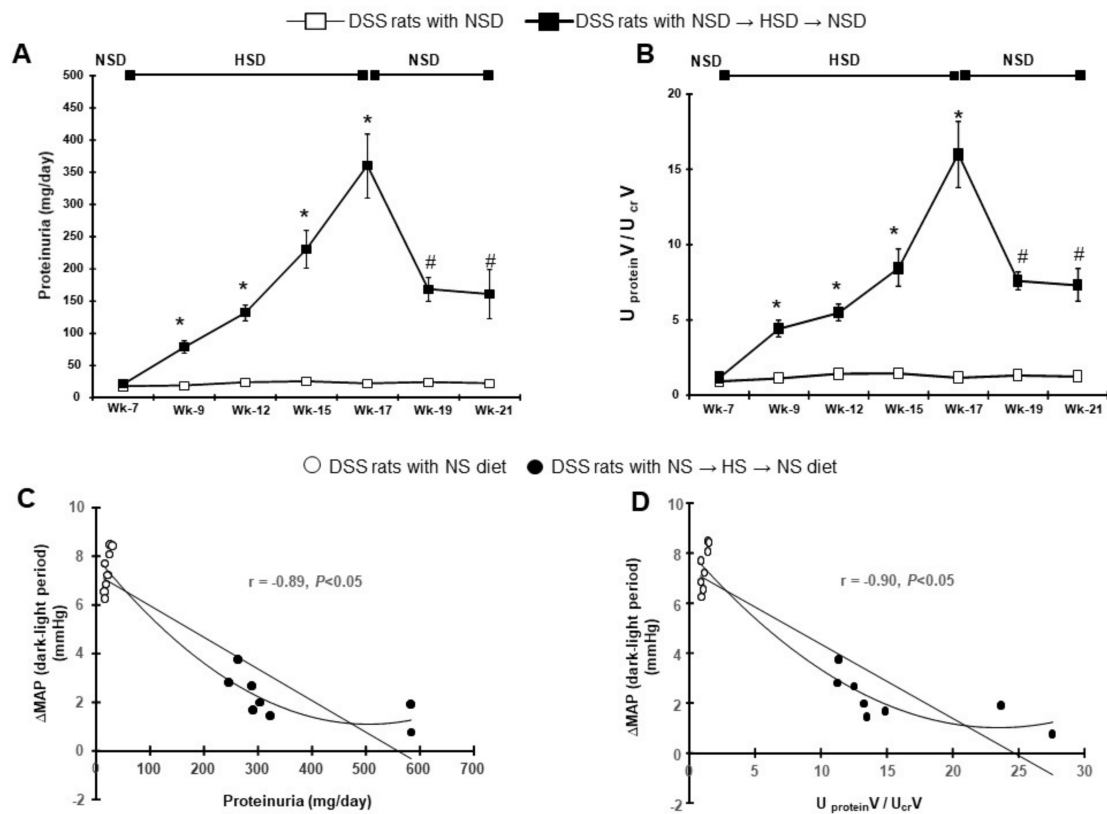 DSS rats with NSD DSS rats with NSD → HSD → NSD
A
NSD HSD NSD
500
450
400
350
300
250
200
150
100
50
0
Proteinuria (mg/day)
* * * * # #
Wk-7 Wk-9 Wk-12 Wk-15 Wk-17 Wk-19 Wk-21
B
NSD HSD NSD
20
15
10
5
0
U protein V / U cr V
* * * * # #
Wk-7 Wk-9 Wk-12 Wk-15 Wk-17 Wk-19 Wk-21
DSS rats with NS diet DSS rats with NS → HS → NS diet
C
10
8
6
4
2
0
-2
ΔMAP (dark-light period)
(mmHg)
r = -0.89, P<0.05
0 100 200 300 400 500 600 700
Proteinuria (mg/day)
D
10
8
6
4
2
0
-2
ΔMAP (dark-light period)
(mmHg)
r = -0.90, P<0.05
0 5 10 15 20 25 30
U protein V / U cr V